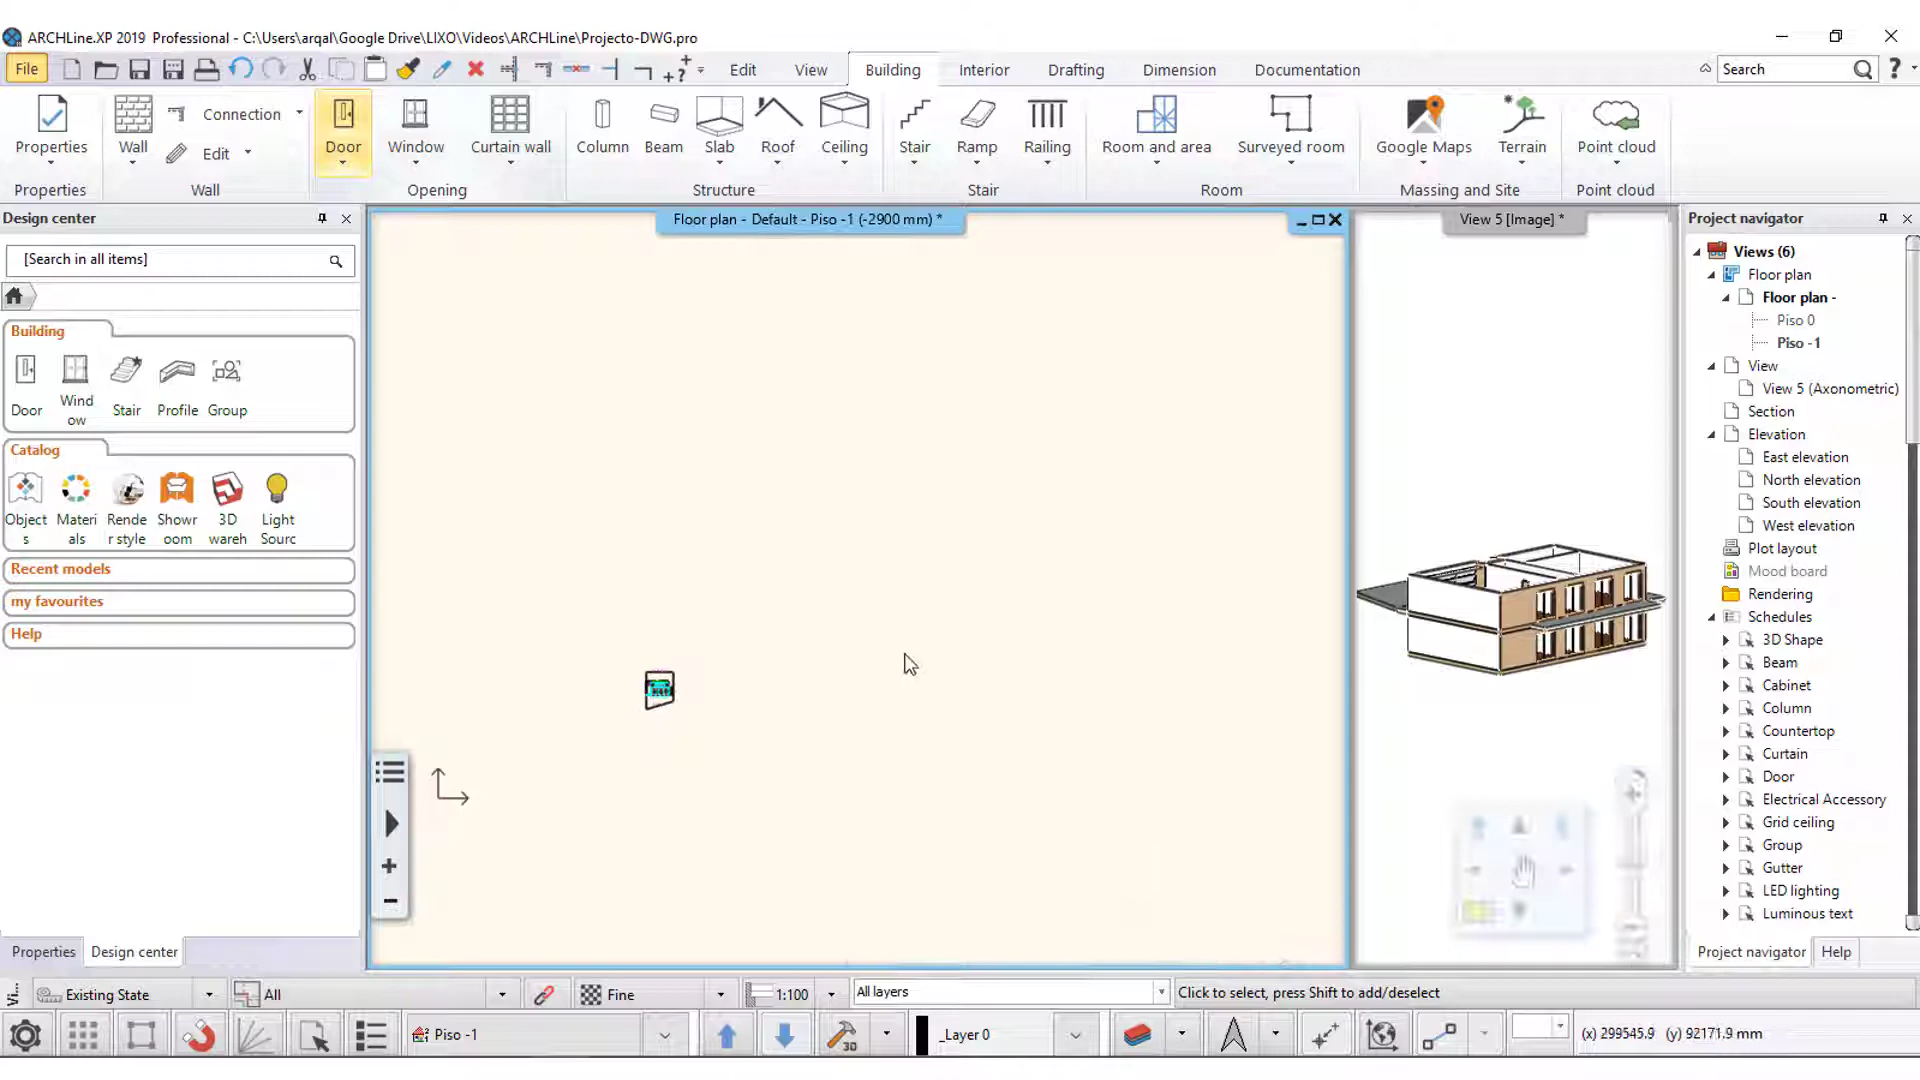 ARCHLine.XP 2019  Professional - C:\Users\arqal\Google Drive\LIXO\Videos\ARCHLine\Projecto-DWG.pro
File
Edit
View
Building
Interior
Drafting
Dimension
Documentation
Search
?
Properties
Wall
Connection
Edit
Door
Window
Curtain wall
Column
Beam
Slab
Roof
Ceiling
Stair
Ramp
Railing
Room and area
Surveyed room
Google Maps
Terrain
Point cloud
Properties
Wall
Opening
Structure
Stair
Room
Massing and Site
Point cloud
Design center
[Search in all items]
Building
Door
Wind
ow
Stair
Profile
Group
Catalog
Object
s
Materi
als
Rende
r style
Showr
oom
3D
wareh
Light
Sourc
Recent models
my favourites
Help
Properties
Design center
Floor plan - Default - Piso -1 (-2900 mm) *
View 5 [Image] *
Project navigator
Views (6)
Floor plan
Floor plan -
Piso 0
Piso -1
View
View 5 (Axonometric)
Section
Elevation
East elevation
North elevation
South elevation
West elevation
Plot layout
Mood board
Rendering
Schedules
3D Shape
Beam
Cabinet
Column
Countertop
Curtain
Door
Electrical Accessory
Grid ceiling
Group
Gutter
LED lighting
Luminous text
Project navigator
Help
Vi...
Existing State
All
Fine
1:100
All layers
Click to select, press Shift to add/deselect
Piso -1
3D
_Layer 0
(x) 299545.9   (y) 92171.9 mm